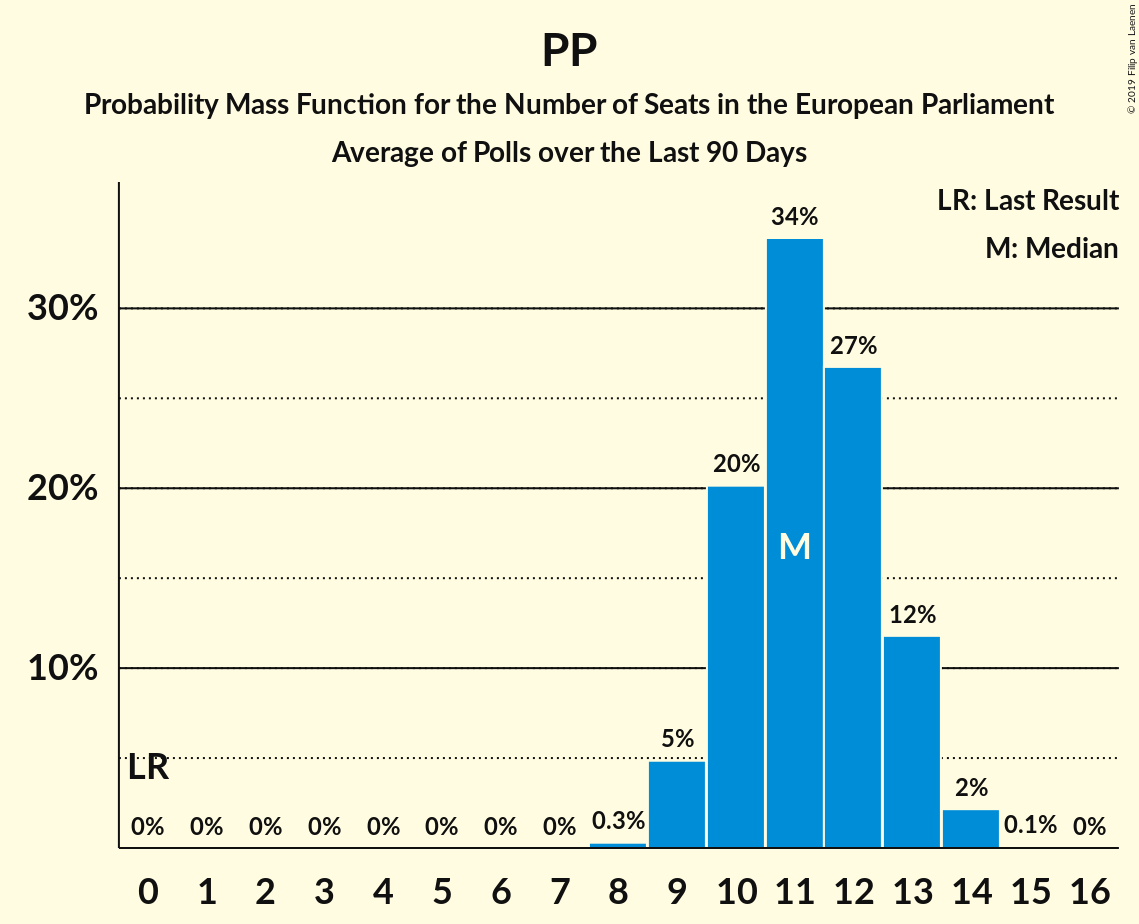 PP
Probability Mass Function for the Number of Seats in the European Parliament
Average of Polls over the Last 90 Days
© 2019 Filip van Laenen
LR: Last Result
M: Median
34%
30%
27%
20%
20%
M
12%
10%
5%
LR
2%
0% 0% 0% 0% 0% 0% 0% 0% 0.3% 0.1% 0%
0 1 2 3 4 5 6 7 8 9 10 11 12 13 14 15 16